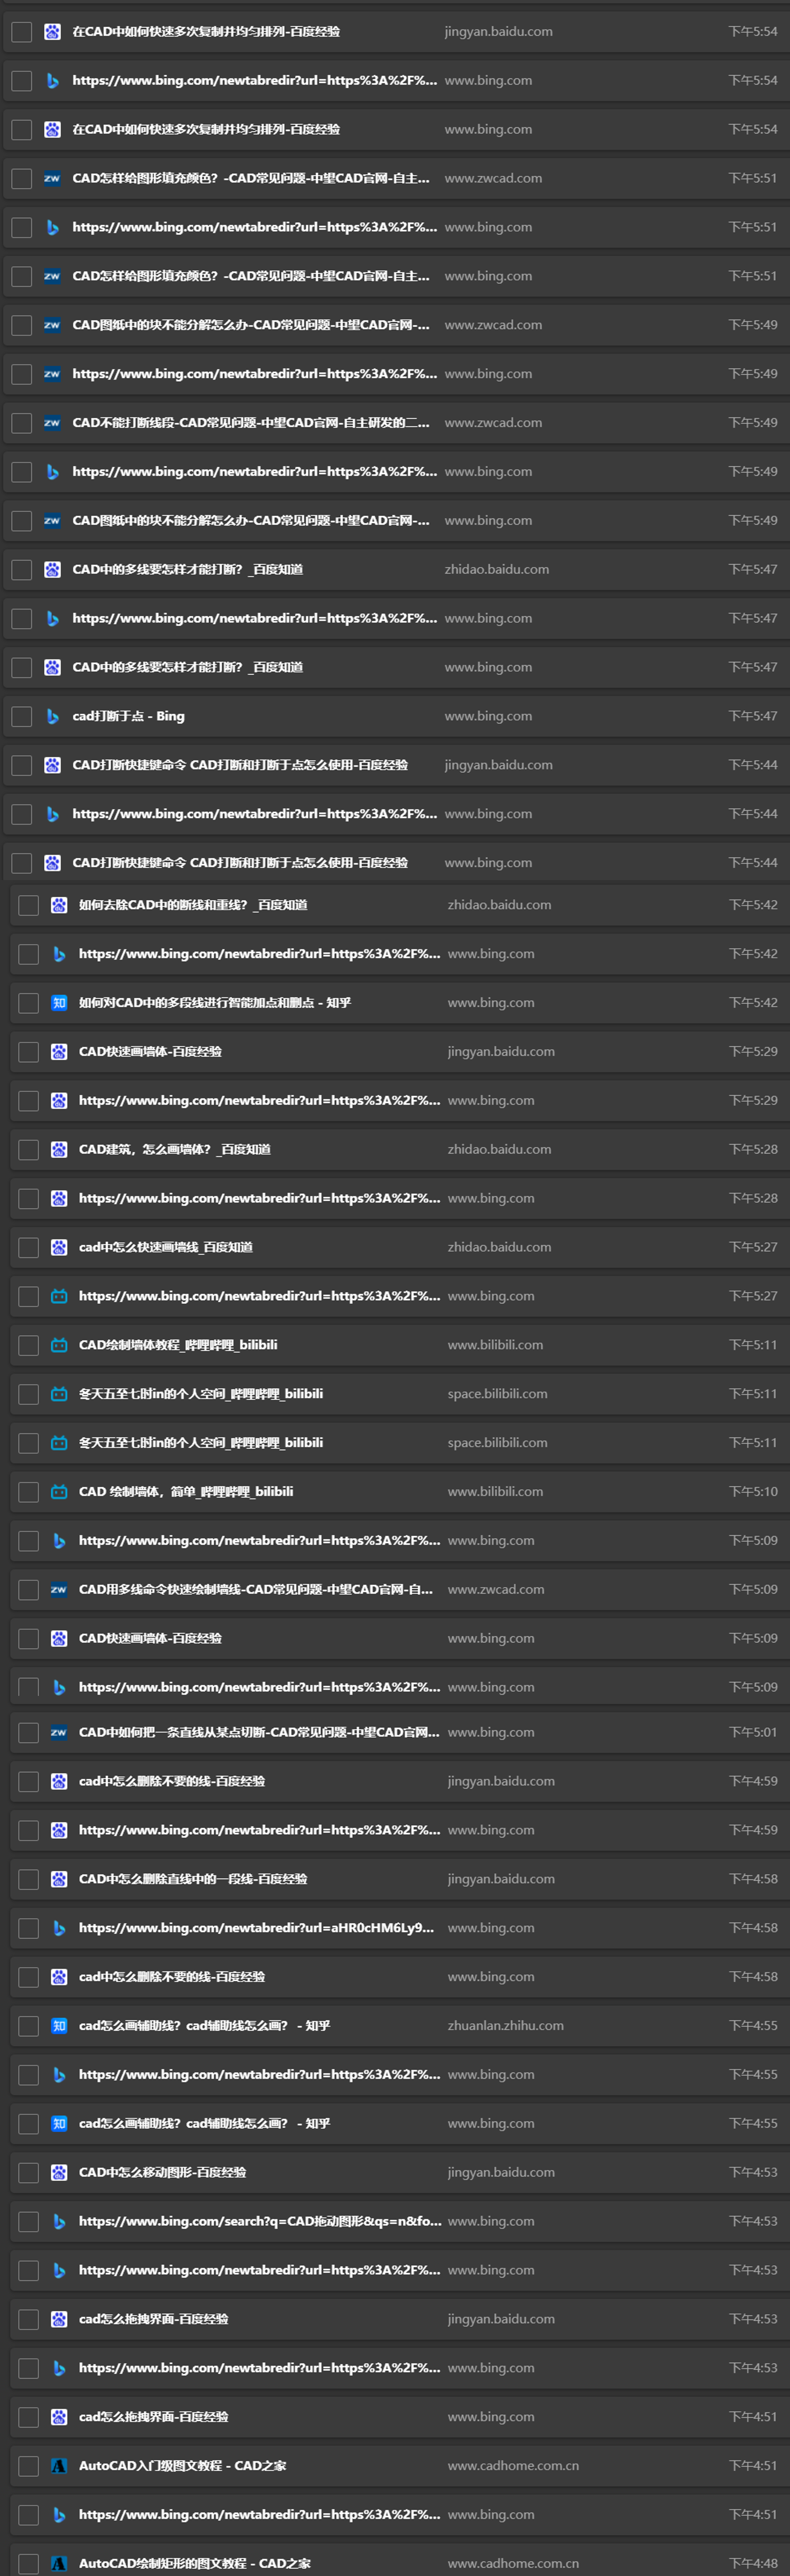 在CAD中如何快速多次复制并均匀排列-百度经验 jingyan.baidu.com 下午5:54
https://www.bing.com/newtabredir?url=https%3A%2F%... www.bing.com 下午5:54
在CAD中如何快速多次复制并均匀排列-百度经验 www.bing.com 下午5:54
CAD怎样给图形填充颜色？-CAD常见问题-中望CAD官网-自主... www.zwcad.com 下午5:51
https://www.bing.com/newtabredir?url=https%3A%2F%... www.bing.com 下午5:51
CAD怎样给图形填充颜色？-CAD常见问题-中望CAD官网-自主... www.bing.com 下午5:51
CAD图纸中的块不能分解怎么办-CAD常见问题-中望CAD官网-... www.zwcad.com 下午5:49
https://www.bing.com/newtabredir?url=https%3A%2F%... www.bing.com 下午5:49
CAD不能打断线段-CAD常见问题-中望CAD官网-自主研发的二... www.zwcad.com 下午5:49
https://www.bing.com/newtabredir?url=https%3A%2F%... www.bing.com 下午5:49
CAD图纸中的块不能分解怎么办-CAD常见问题-中望CAD官网-... www.bing.com 下午5:49
CAD中的多线要怎样才能打断？_百度知道 zhidao.baidu.com 下午5:47
https://www.bing.com/newtabredir?url=https%3A%2F%... www.bing.com 下午5:47
CAD中的多线要怎样才能打断？_百度知道 www.bing.com 下午5:47
cad打断于点 - Bing www.bing.com 下午5:47
CAD打断快捷键命令 CAD打断和打断于点怎么使用-百度经验 jingyan.baidu.com 下午5:44
https://www.bing.com/newtabredir?url=https%3A%2F%... www.bing.com 下午5:44
CAD打断快捷键命令 CAD打断和打断于点怎么使用-百度经验 www.bing.com 下午5:44
如何去除CAD中的断线和重线？_百度知道 zhidao.baidu.com 下午5:42
https://www.bing.com/newtabredir?url=https%3A%2F%... www.bing.com 下午5:42
知 如何对CAD中的多段线进行智能加点和删点 - 知乎 www.bing.com 下午5:42
CAD快速画墙体-百度经验 jingyan.baidu.com 下午5:29
https://www.bing.com/newtabredir?url=https%3A%2F%... www.bing.com 下午5:29
CAD建筑，怎么画墙体？_百度知道 zhidao.baidu.com 下午5:28
https://www.bing.com/newtabredir?url=https%3A%2F%... www.bing.com 下午5:28
cad中怎么快速画墙线_百度知道 zhidao.baidu.com 下午5:27
https://www.bing.com/newtabredir?url=https%3A%2F%... www.bing.com 下午5:27
CAD绘制墙体教程_哔哩哔哩_bilibili www.bilibili.com 下午5:11
冬天五至七时in的个人空间_哔哩哔哩_bilibili space.bilibili.com 下午5:11
冬天五至七时in的个人空间_哔哩哔哩_bilibili space.bilibili.com 下午5:11
CAD 绘制墙体，简单_哔哩哔哩_bilibili www.bilibili.com 下午5:10
https://www.bing.com/newtabredir?url=https%3A%2F%... www.bing.com 下午5:09
CAD用多线命令快速绘制墙线-CAD常见问题-中望CAD官网-自... www.zwcad.com 下午5:09
CAD快速画墙体-百度经验 www.bing.com 下午5:09
https://www.bing.com/newtabredir?url=https%3A%2F%... www.bing.com 下午5:09
CAD中如何把一条直线从某点切断-CAD常见问题-中望CAD官网... www.bing.com 下午5:01
cad中怎么删除不要的线-百度经验 jingyan.baidu.com 下午4:59
https://www.bing.com/newtabredir?url=https%3A%2F%... www.bing.com 下午4:59
CAD中怎么删除直线中的一段线-百度经验 jingyan.baidu.com 下午4:58
https://www.bing.com/newtabredir?url=aHR0cHM6Ly9... www.bing.com 下午4:58
cad中怎么删除不要的线-百度经验 www.bing.com 下午4:58
知 cad怎么画辅助线？cad辅助线怎么画？ - 知乎 zhuanlan.zhihu.com 下午4:55
https://www.bing.com/newtabredir?url=https%3A%2F%... www.bing.com 下午4:55
知 cad怎么画辅助线？cad辅助线怎么画？ - 知乎 www.bing.com 下午4:55
CAD中怎么移动图形-百度经验 jingyan.baidu.com 下午4:53
https://www.bing.com/search?q=CAD拖动图形&qs=n&fo... www.bing.com 下午4:53
https://www.bing.com/newtabredir?url=https%3A%2F%... www.bing.com 下午4:53
cad怎么拖拽界面-百度经验 jingyan.baidu.com 下午4:53
https://www.bing.com/newtabredir?url=https%3A%2F%... www.bing.com 下午4:53
cad怎么拖拽界面-百度经验 www.bing.com 下午4:51
AutoCAD入门级图文教程 - CAD之家 www.cadhome.com.cn 下午4:51
https://www.bing.com/newtabredir?url=https%3A%2F%... www.bing.com 下午4:51
AutoCAD绘制矩形的图文教程 - CAD之家 www.cadhome.com.cn 下午4:48